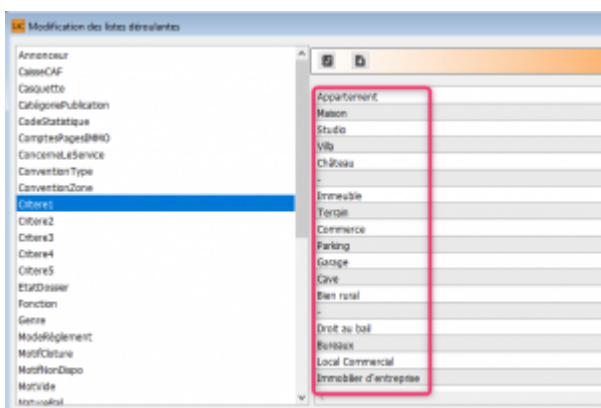 Modification des listes déroulantes
Annonceur
CaisseCAF
Casquette
CatégoriePublication
CodeStatistique
ComptesPagesIMMO
ConcerneLeService
ConventionType
ConventionZone
Critere1
Critere2
Critere3
Critere4
Critere5
EtatDossier
Fonction
Genre
ModeRéglement
MotifCloture
MotifNonDispo
MotVide
NatureBail
Appartement
Maison
Studio
Villa
Château
-
Immeuble
Terrain
Commerce
Parking
Garage
Cave
Bien rural
-
Droit au bail
Bureaux
Local Commercial
Immobilier d'entreprise